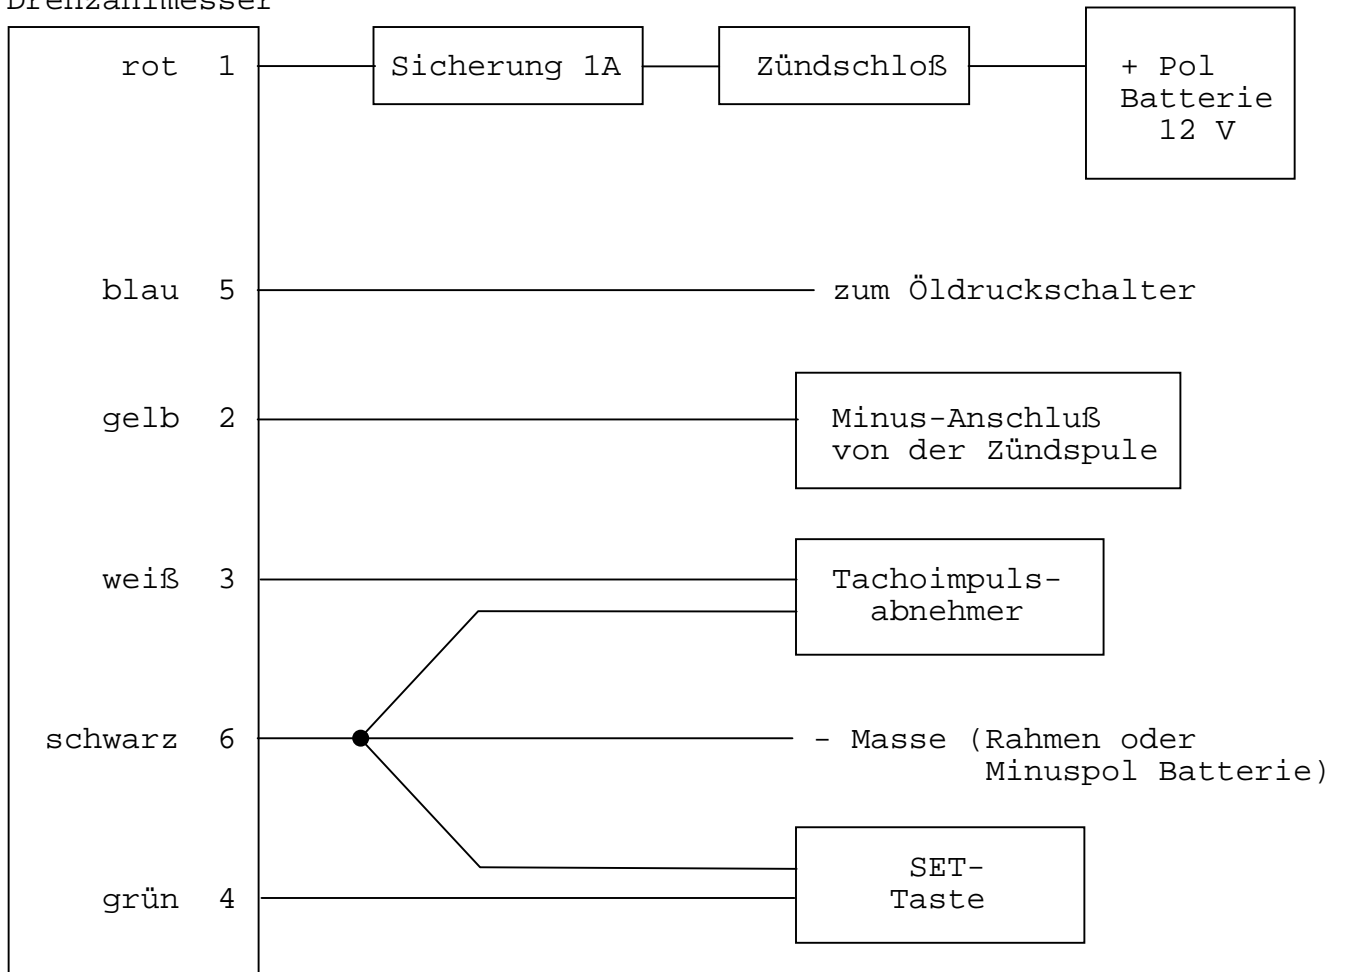 Drehzahlmesser
rot 1
Sicherung 1A
Zündschloß
+ Pol
Batterie
12 V
blau 5
zum Öldruckschalter
gelb 2
Minus-Anschluß
von der Zündspule
weiß 3
Tachoimpuls-
abnehmer
schwarz 6
- Masse (Rahmen oder
Minuspol Batterie)
SET-
Taste
grün 4